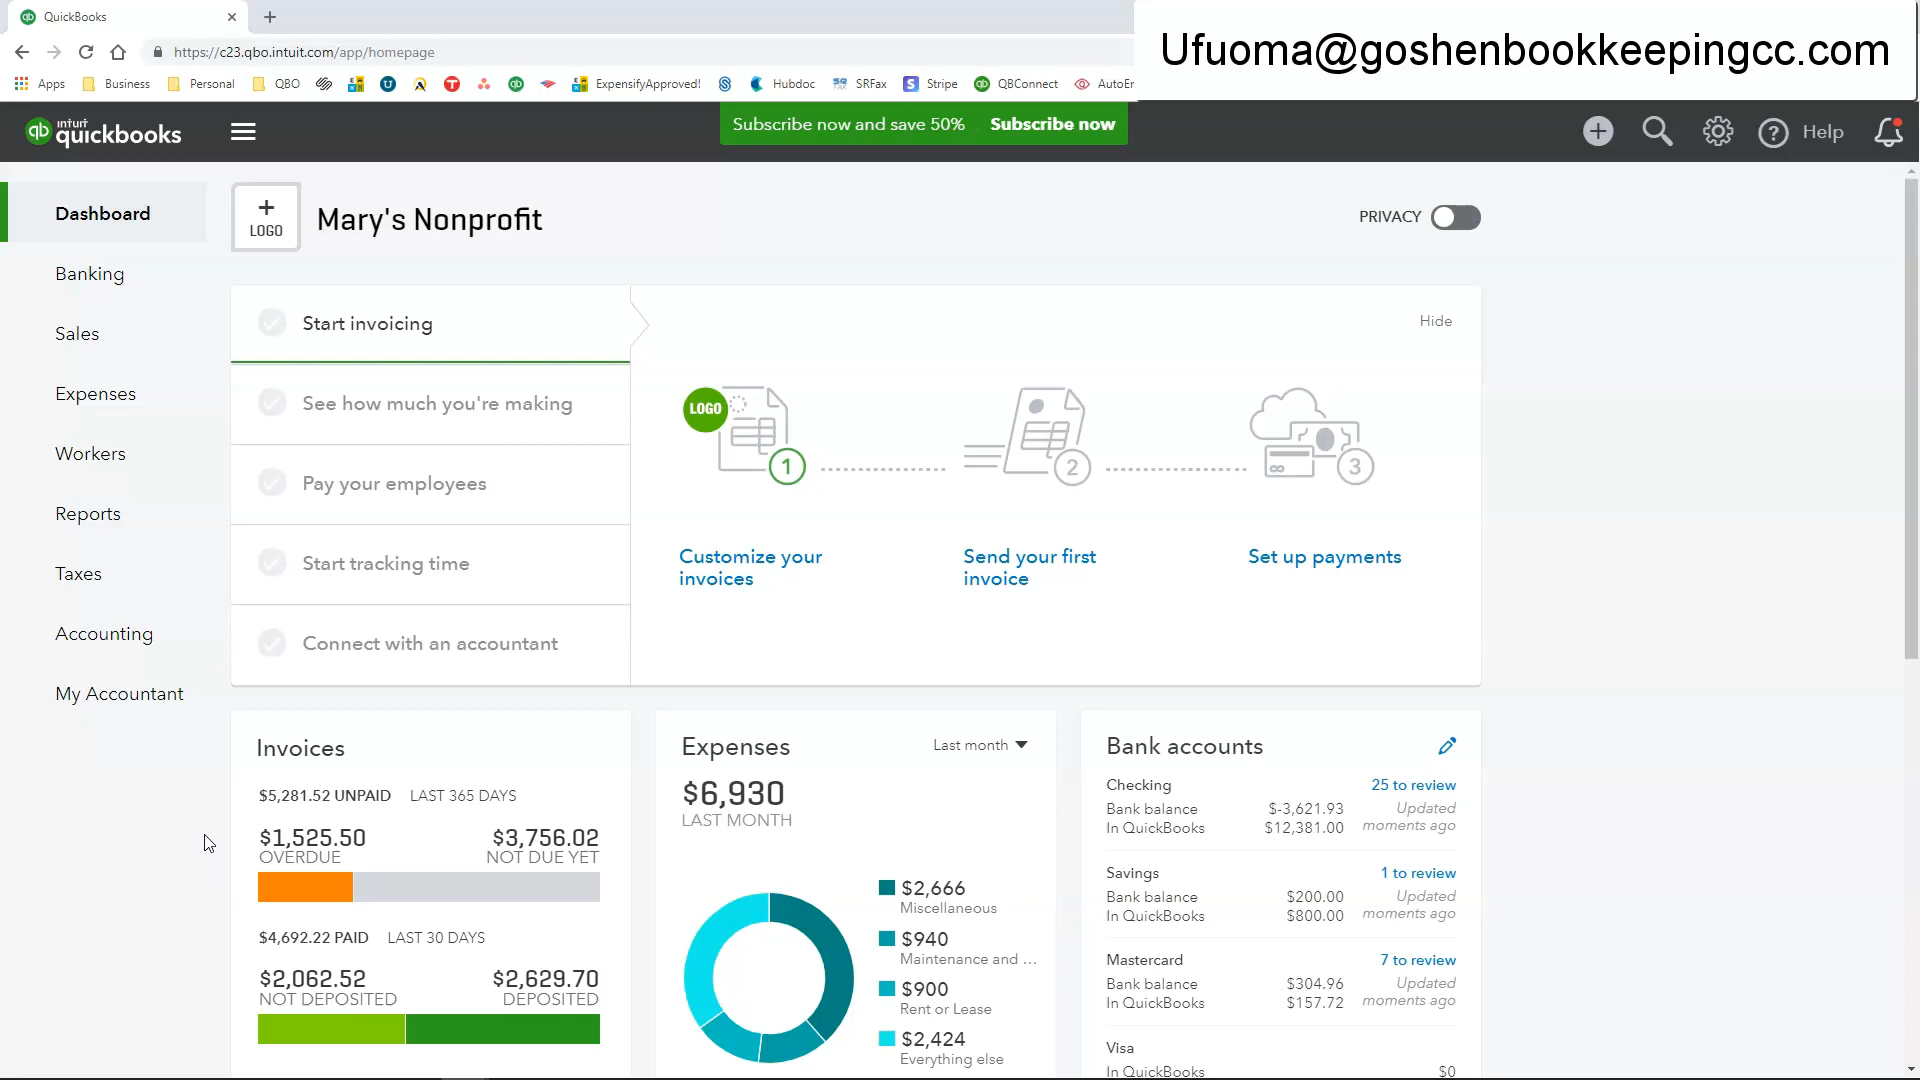 QuickBooks
https://c23.qbo.intuit.com/app/homepage
Ufuoma@goshenbookkeepingcc.com
Apps Business Personal QBO ExpensifyApproved! Hubdoc SRFax Stripe QBConnect AutoEn
intuit quickbooks
Subscribe now and save 50% Subscribe now
Help
Dashboard
Banking
Sales
Expenses
Workers
Reports
Taxes
Accounting
My Accountant
+ LOGO
Mary's Nonprofit
PRIVACY
Start invoicing
See how much you're making
Pay your employees
Start tracking time
Connect with an accountant
Hide
LOGO
1
2
3
Customize your
invoices
Send your first
invoice
Set up payments
Invoices
$5,281.52 UNPAID LAST 365 DAYS
$1,525.50 $3,756.02
OVERDUE NOT DUE YET
$4,692.22 PAID LAST 30 DAYS
$2,062.52 $2,629.70
NOT DEPOSITED DEPOSITED
Expenses Last month
$6,930
LAST MONTH
$2,666
Miscellaneous
$940
Maintenance and ...
$900
Rent or Lease
$2,424
Everything else
Bank accounts
Checking 25 to review
Bank balance $-3,621.93 Updated
In QuickBooks $12,381.00 moments ago
Savings 1 to review
Bank balance $200.00 Updated
In QuickBooks $800.00 moments ago
Mastercard 7 to review
Bank balance $304.96 Updated
In QuickBooks $157.72 moments ago
Visa
In QuickBooks $0